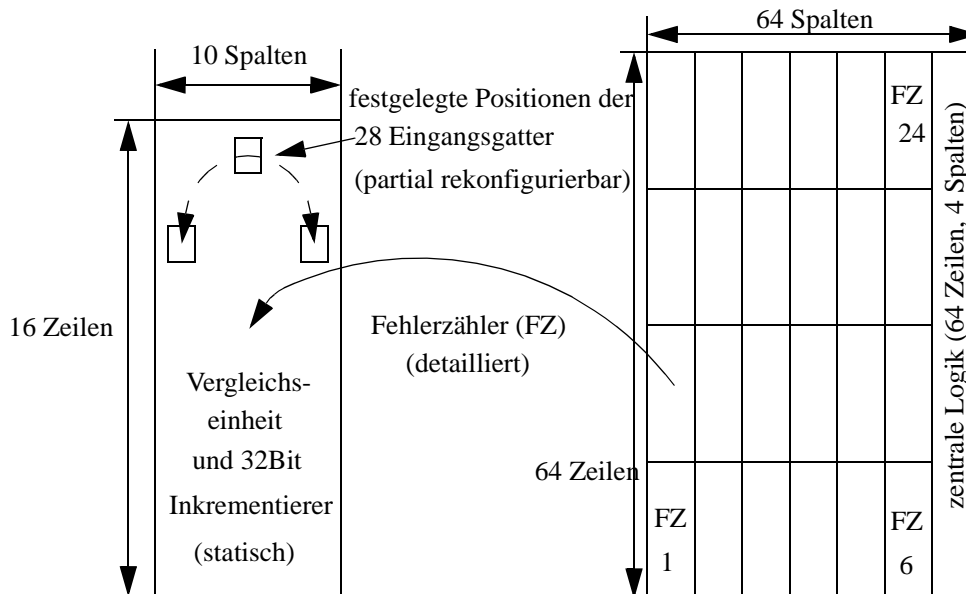 10 Spalten
festgelegte Positionen der
28 Eingangsgatter
(partial rekonfigurierbar)
16 Zeilen
Vergleichs-
einheit
und 32Bit
Inkrementierer
(statisch)
Fehlerzähler (FZ)
(detailliert)
64 Spalten
64 Zeilen
FZ
24
FZ
1
FZ
6
zentrale Logik (64 Zeilen, 4 Spalten)